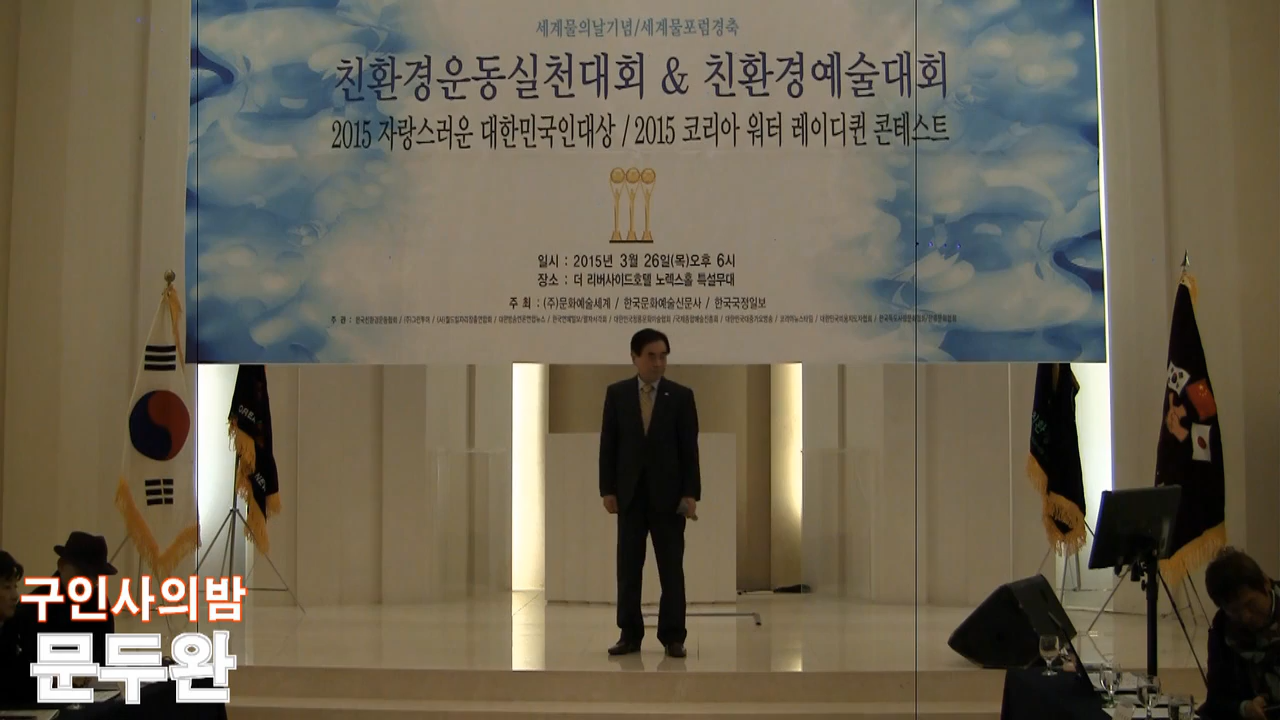 세계물의날기념/세계물포럼경축
친환경운동실천대회 & 친환경예술대회
2015 자랑스러운 대한민국인대상 / 2015 코리아 워터 레이디퀸 콘테스트
일시 : 2015년 3월 26일(목)오후 6시
장소 : 더 리버사이드호텔 노렉스홀 특설무대
주최 : (주)문화예술세계 / 한국문화예술신문사 / 한국국정일보
주관 :
구인사의밤
문두완